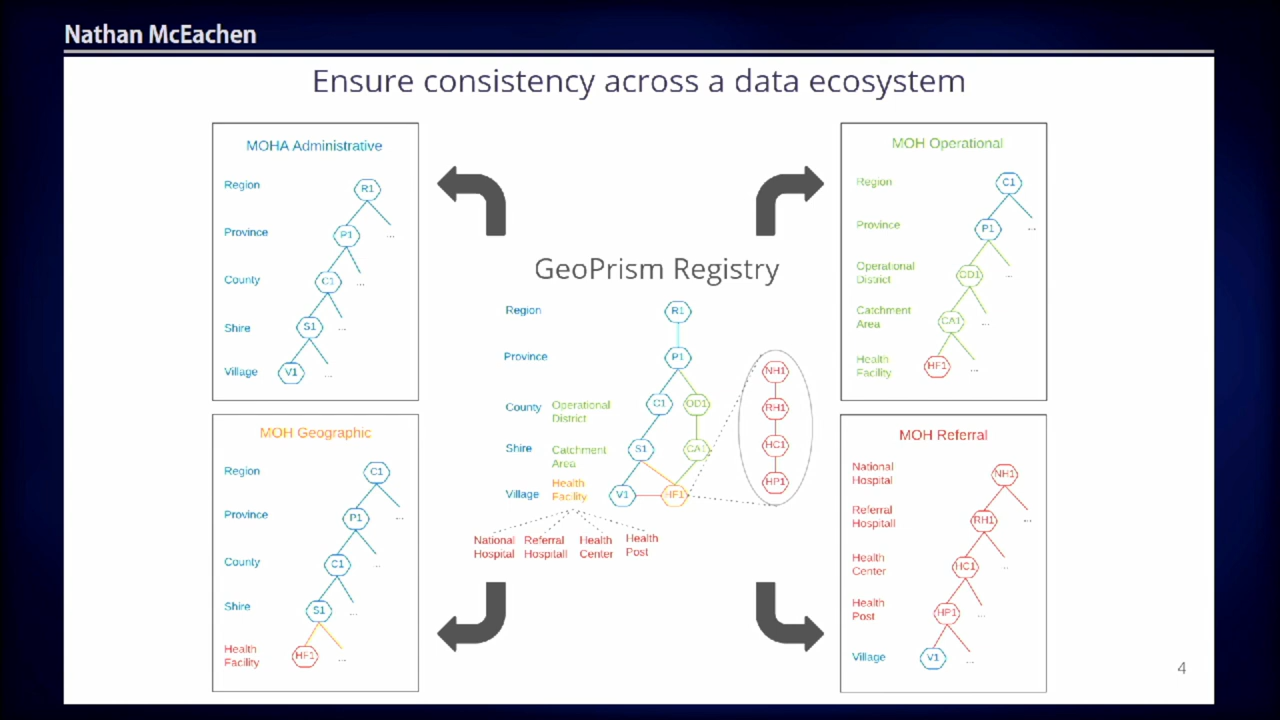 Nathan McEachen
Ensure consistency across a data ecosystem
MOHA Administrative
Region
R1
Province
P1
...
County
C1
...
Shire
S1
...
Village
V1
...
MOH Operational
Region
C1
Province
P1
...
Operational
District
OD1
...
Catchment
Area
CA1
...
Health
Facility
HF1
...
GeoPrism Registry
Region
R1
Province
P1
County
Operational
District
C1
OD1
Shire
Catchment
Area
S1
CA1
Village
Health
Facility
V1
HF1
NH1
RH1
HC1
HP1
National
Hospital
Referral
Hospitall
Health
Center
Health
Post
MOH Geographic
Region
C1
Province
P1
...
County
C1
...
Shire
S1
...
Health
Facility
HF1
...
MOH Referral
National
Hospital
NH1
Referral
Hospitall
RH1
...
Health
Center
HC1
...
Health
Post
HP1
...
Village
V1
...
4